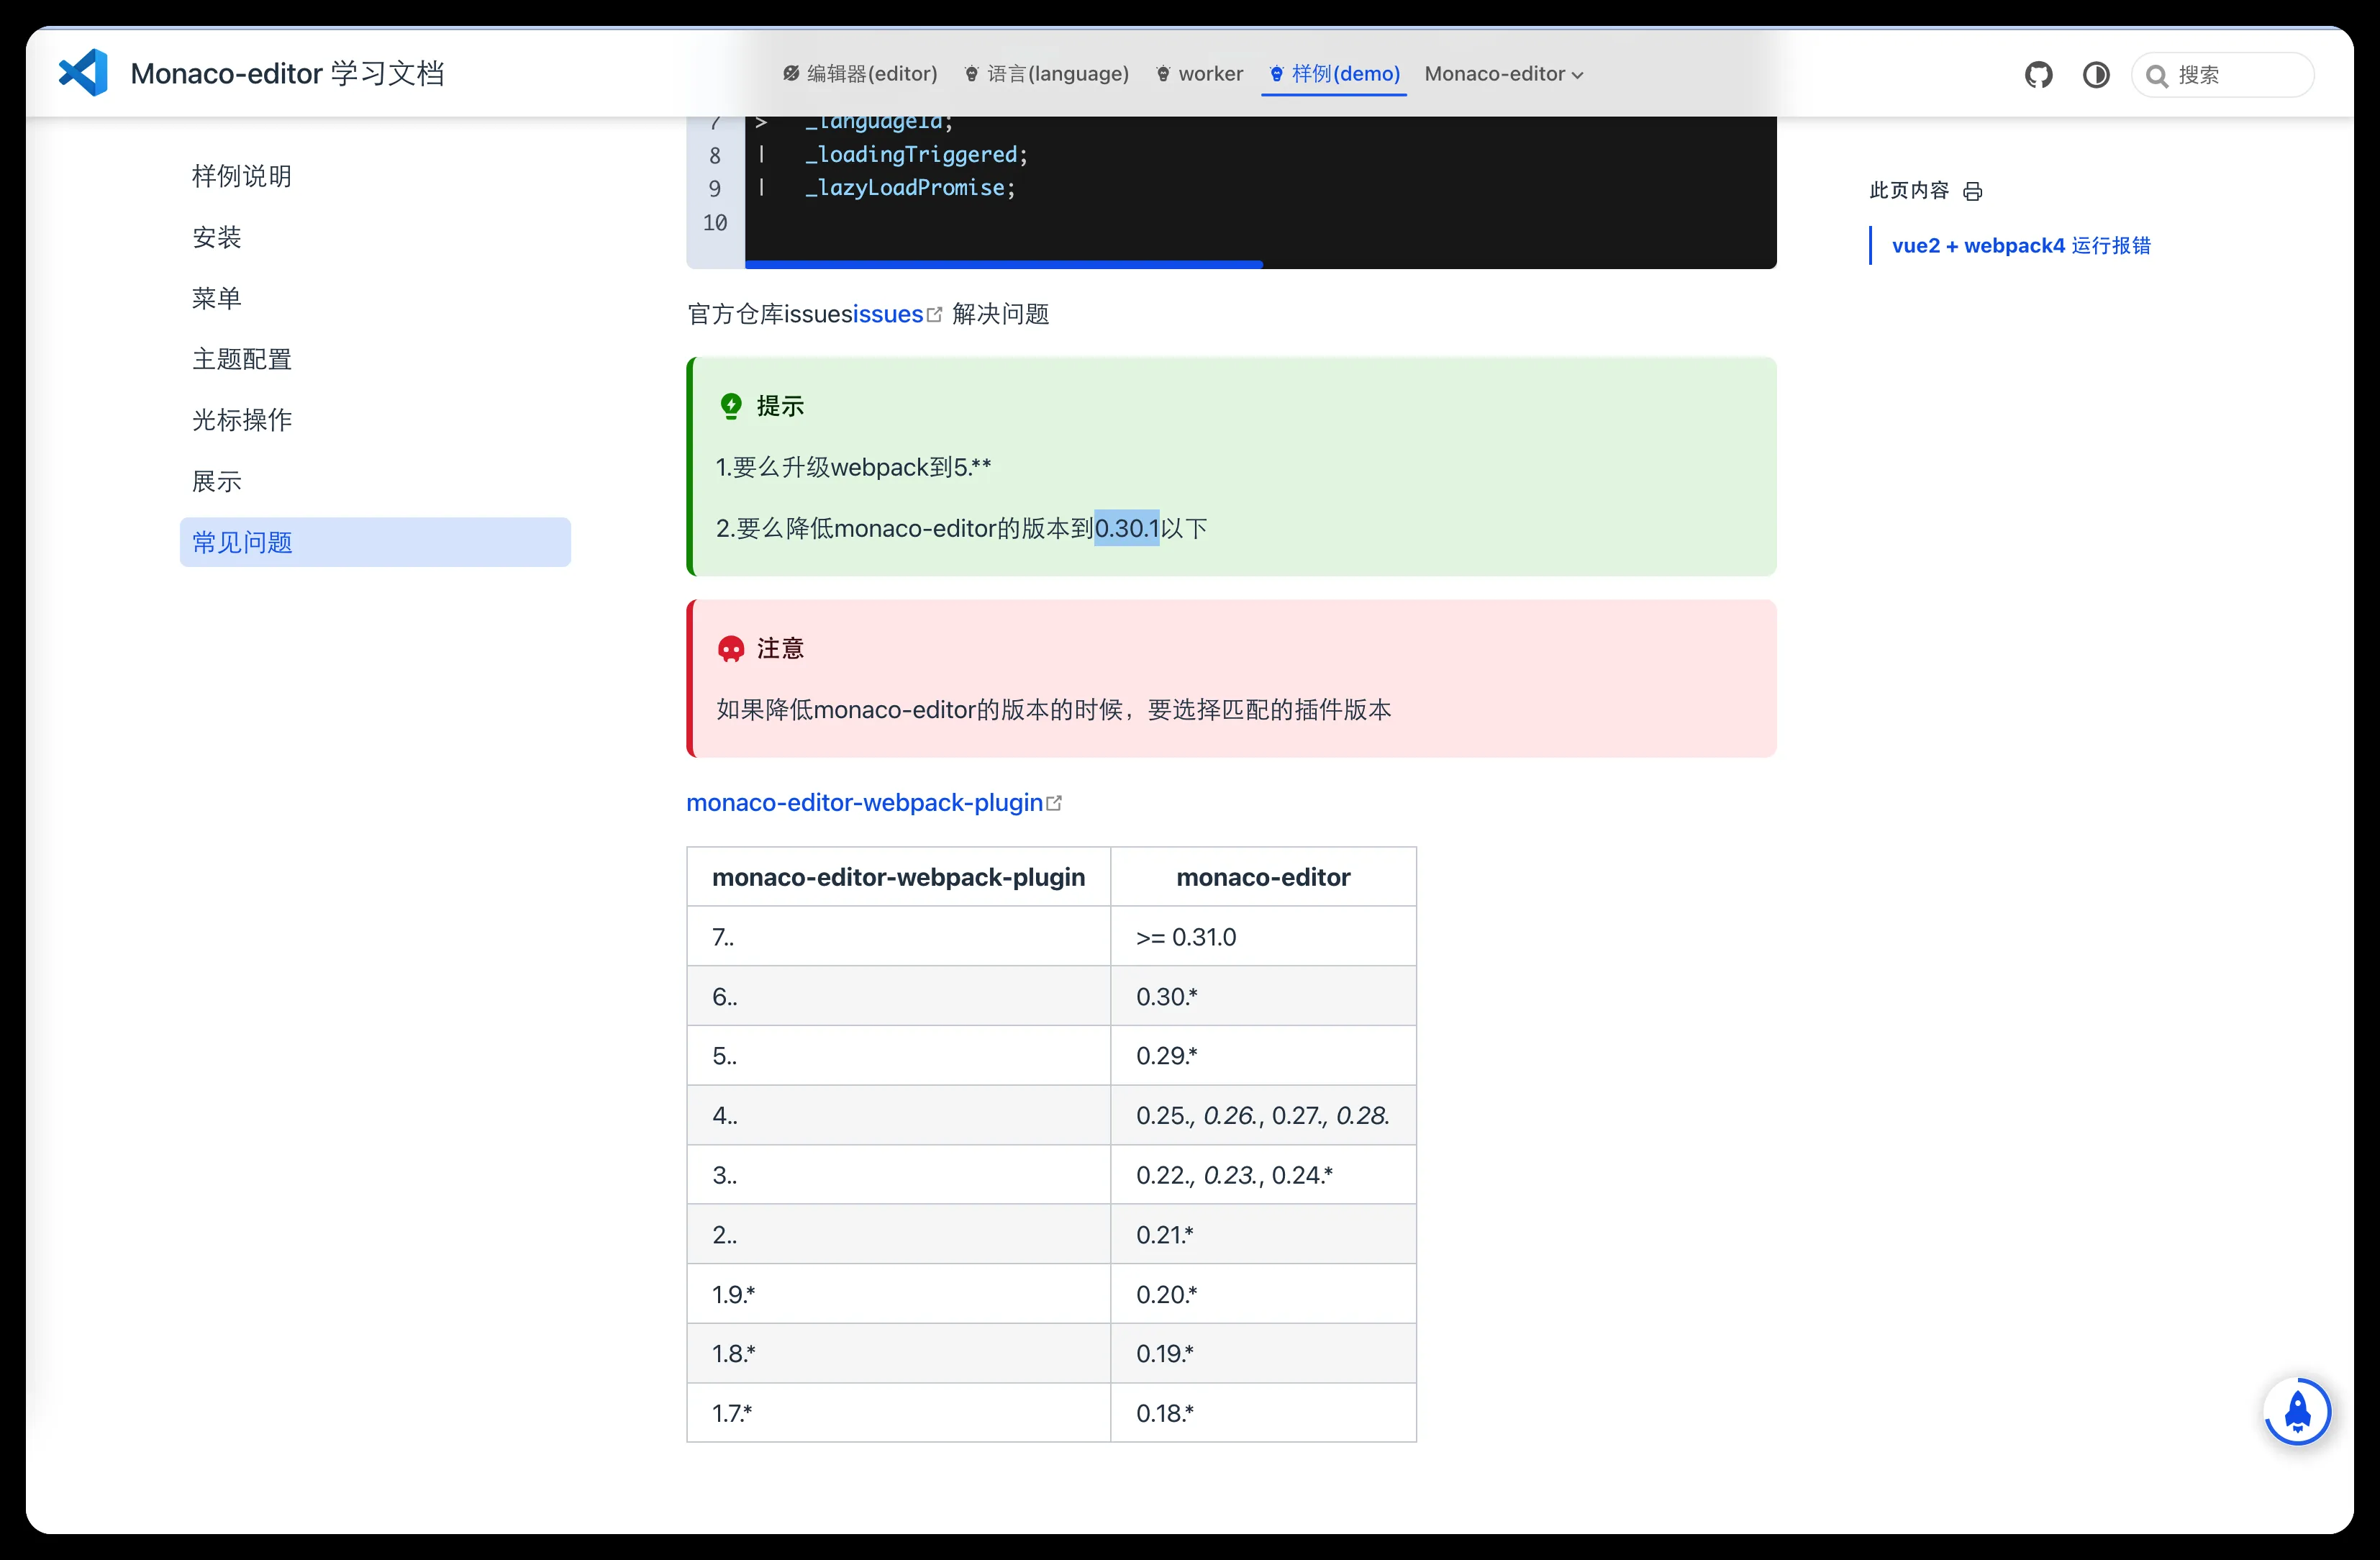 Monaco-editor 学习文档
编辑器(editor) 语言(language) worker 样例(demo) Monaco-editor
搜索
样例说明
安装
菜单
主题配置
光标操作
展示
常见问题
7 > _languageId;
8 | _loadingTriggered;
9 | _lazyLoadPromise;
10
官方仓库issuesissues 解决问题
提示
1.要么升级webpack到5.**
2.要么降低monaco-editor的版本到0.30.1以下
注意
如果降低monaco-editor的版本的时候，要选择匹配的插件版本
monaco-editor-webpack-plugin
monaco-editor-webpack-plugin monaco-editor
7.. >= 0.31.0
6.. 0.30.*
5.. 0.29.*
4.. 0.25., 0.26., 0.27., 0.28.
3.. 0.22., 0.23., 0.24.*
2.. 0.21.*
1.9.* 0.20.*
1.8.* 0.19.*
1.7.* 0.18.*
此页内容
vue2 + webpack4 运行报错